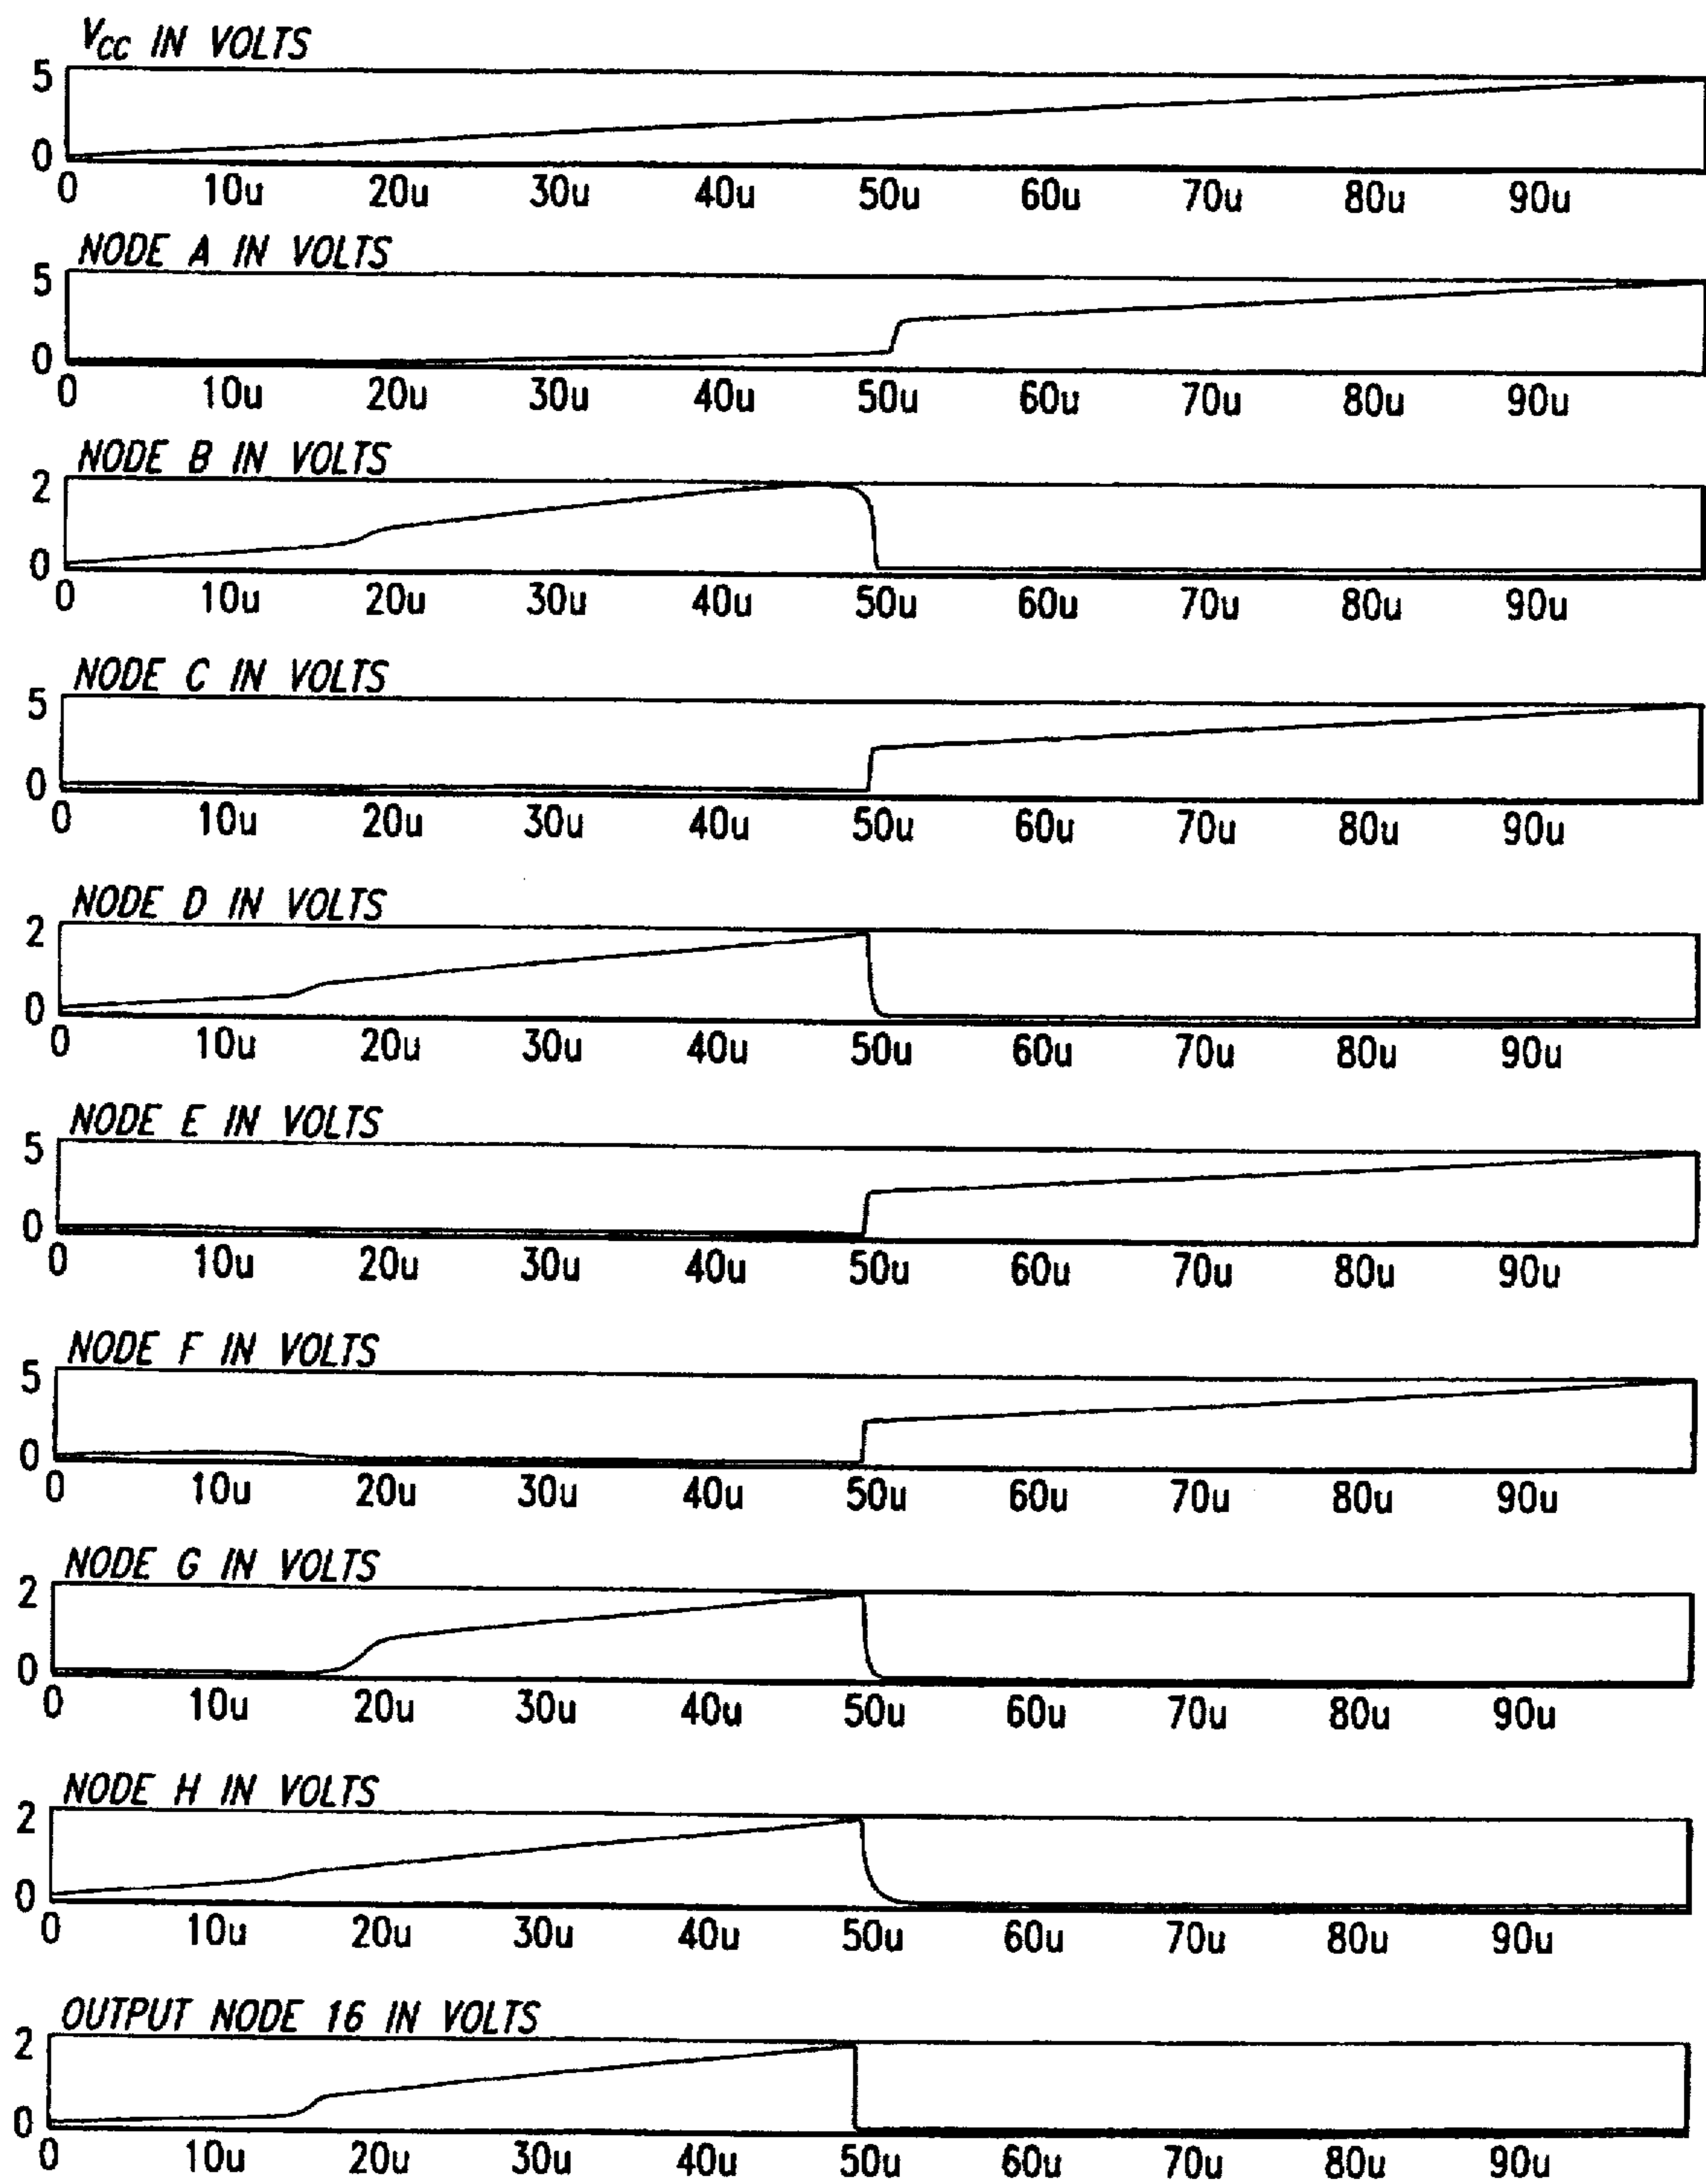 VCC IN VOLTS
5
0
0 10u 20u 30u 40u 50u 60u 70u 80u 90u
NODE A IN VOLTS
5
0
0 10u 20u 30u 40u 50u 60u 70u 80u 90u
NODE B IN VOLTS
2
0
0 10u 20u 30u 40u 50u 60u 70u 80u 90u
NODE C IN VOLTS
5
0
0 10u 20u 30u 40u 50u 60u 70u 80u 90u
NODE D IN VOLTS
2
0
0 10u 20u 30u 40u 50u 60u 70u 80u 90u
NODE E IN VOLTS
5
0
0 10u 20u 30u 40u 50u 60u 70u 80u 90u
NODE F IN VOLTS
5
0
0 10u 20u 30u 40u 50u 60u 70u 80u 90u
NODE G IN VOLTS
2
0
0 10u 20u 30u 40u 50u 60u 70u 80u 90u
NODE H IN VOLTS
2
0
0 10u 20u 30u 40u 50u 60u 70u 80u 90u
OUTPUT NODE 16 IN VOLTS
2
0
0 10u 20u 30u 40u 50u 60u 70u 80u 90u